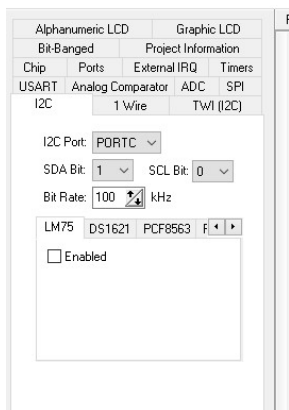 Alphanumeric LCD Graphic LCD
Bit-Banged Project Information
Chip Ports External IRQ Timers
USART Analog Comparator ADC SPI
I2C 1 Wire TWI (I2C)
I2C Port: PORTC
SDA Bit: 1 SCL Bit: 0
Bit Rate: 100 kHz
LM75 DS1621 PCF8563
Enabled